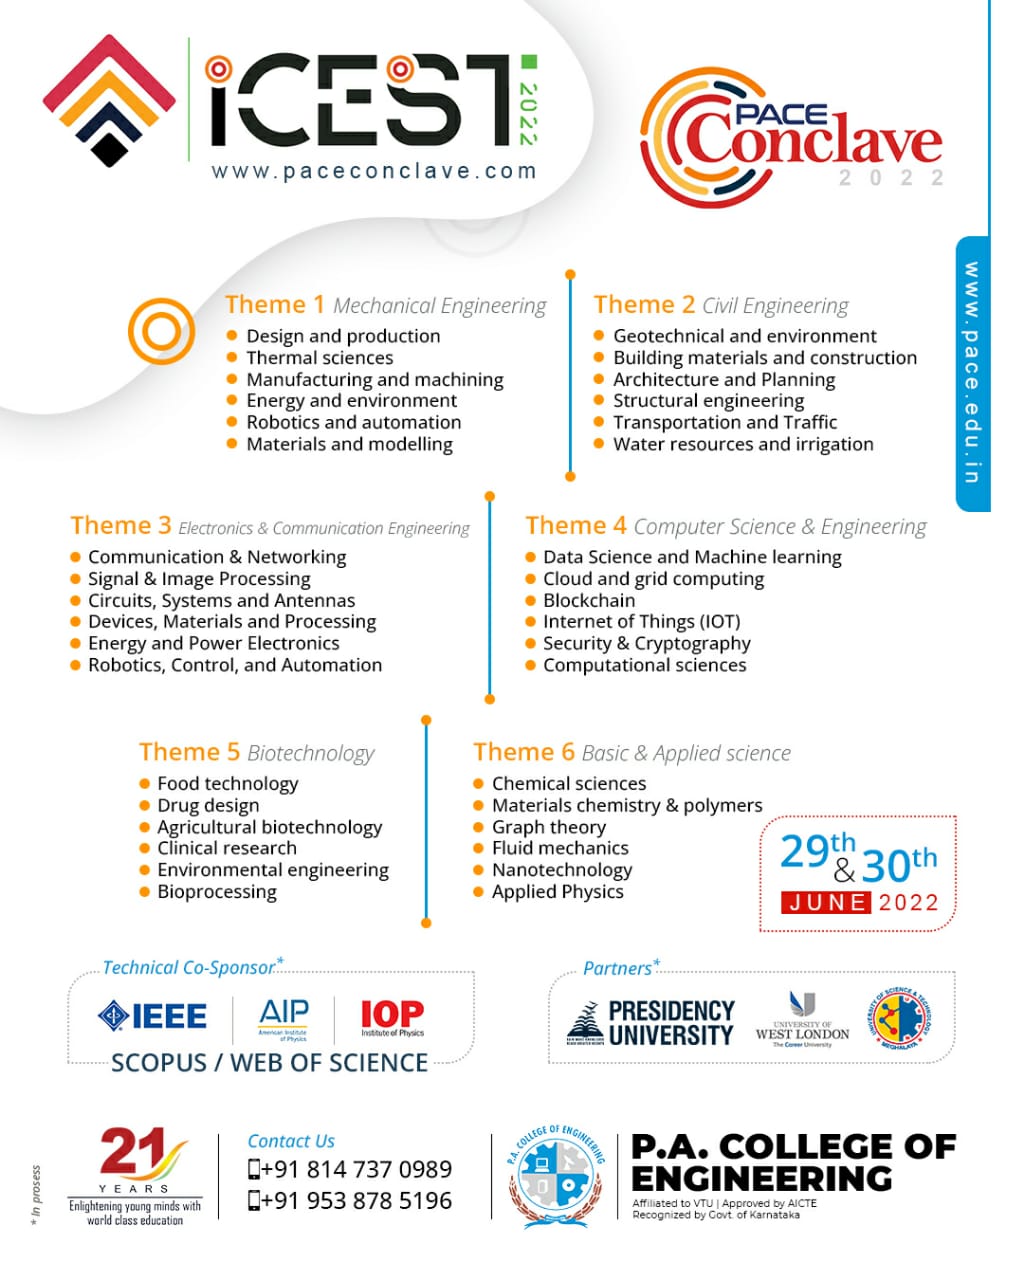 iCEST 2022
www.paceconclave.com
PACE
Conclave
2022
www.pace.edu.in
Theme 1 Mechanical Engineering
Design and production
Thermal sciences
Manufacturing and machining
Energy and environment
Robotics and automation
Materials and modelling
Theme 2 Civil Engineering
Geotechnical and environment
Building materials and construction
Architecture and Planning
Structural engineering
Transportation and Traffic
Water resources and irrigation
Theme 3 Electronics & Communication Engineering
Communication & Networking
Signal & Image Processing
Circuits, Systems and Antennas
Devices, Materials and Processing
Energy and Power Electronics
Robotics, Control, and Automation
Theme 4 Computer Science & Engineering
Data Science and Machine learning
Cloud and grid computing
Blockchain
Internet of Things (IOT)
Security & Cryptography
Computational sciences
Theme 5 Biotechnology
Food technology
Drug design
Agricultural biotechnology
Clinical research
Environmental engineering
Bioprocessing
Theme 6 Basic & Applied science
Chemical sciences
Materials chemistry & polymers
Graph theory
Fluid mechanics
Nanotechnology
Applied Physics
29th
& 30th
JUNE 2022
Technical Co-Sponsor*
IEEE
AIP
American Institute
of Physics
IOP
Institute of Physics
SCOPUS / WEB OF SCIENCE
Partners*
PRESIDENCY
UNIVERSITY
UNIVERSITY OF
WEST LONDON
The Career University
UNIVERSITY OF SCIENCE & TECHNOLOGY
MEGHALAYA
* In prosess
21
YEARS
Enlightening young minds with
world class education
Contact Us
+91 814 737 0989
+91 953 878 5196
P.A. COLLEGE OF ENGINEERING
P.A. COLLEGE OF
ENGINEERING
Affiliated to VTU | Approved by AICTE
Recognized by Govt. of Karnataka